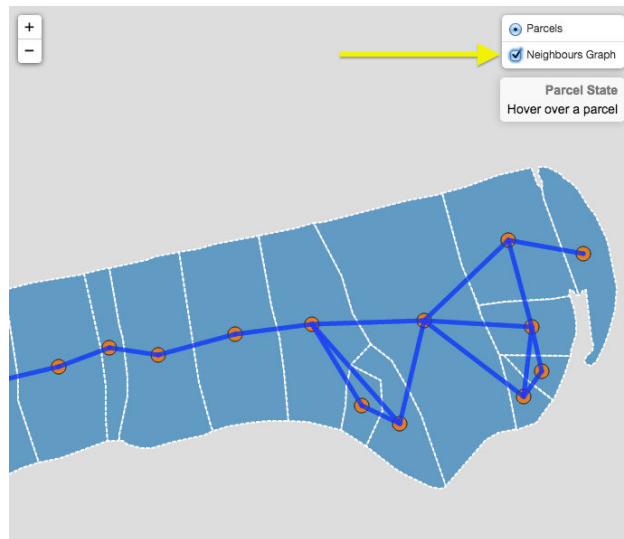 +
−
Parcels
Neighbours Graph
Parcel State
Hover over a parcel